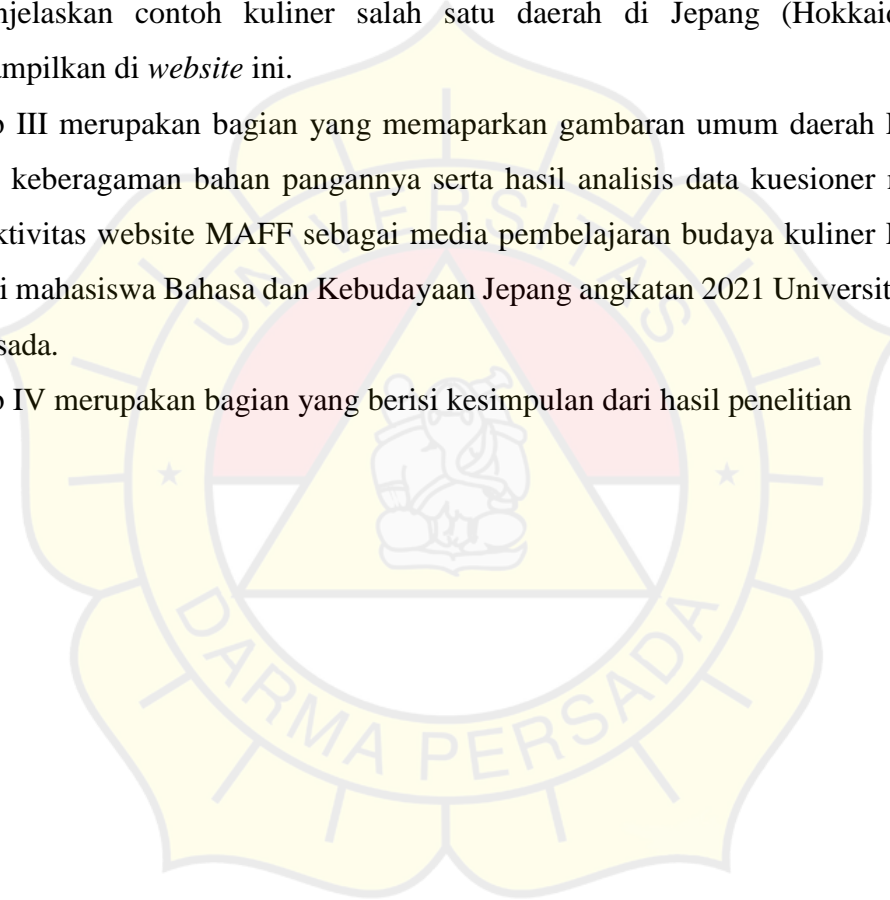 njelaskan contoh kuliner salah satu daerah di Jepang (Hokkaid
ampilkan di website ini.
III merupakan bagian yang memaparkan gambaran umum daerah
keberagaman bahan pangannya serta hasil analisis data kuesioner
ktivitas website MAFF sebagai media pembelajaran budaya kuliner
i mahasiswa Bahasa dan Kebudayaan Jepang angkatan 2021 Universit
sada.
IV merupakan bagian yang berisi kesimpulan dari hasil penelitian
UNIVERSITAS
DARMA PERSADA